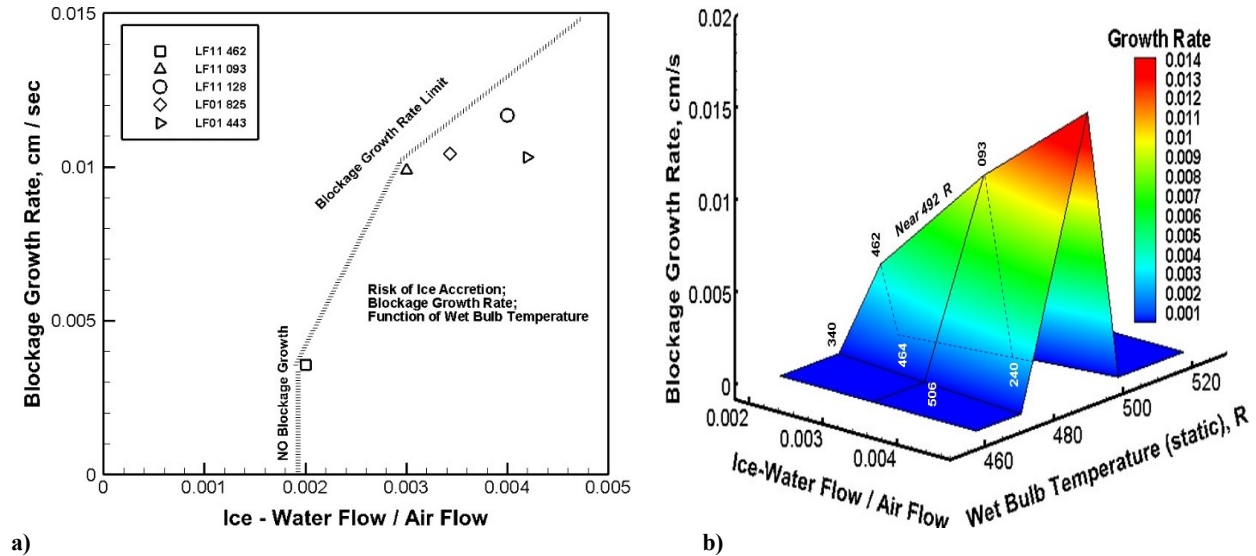 0.015
0.010
0.005
0
Blockage Growth Rate, cm / sec
LF11 462
LF11 093
LF11 128
LF01 825
LF01 443
Blockage Growth Rate Limit
Risk of Ice Accretion;
Blockage Growth Rate;
Function of Wet Bulb Temperature
NO Blockage Growth
0
0.001
0.002
0.003
0.004
0.005
Ice - Water Flow / Air Flow
a)
0.02
0.015
0.01
0.005
0
Blockage Growth Rate, cm/s
Growth Rate
0.014
0.013
0.012
0.011
0.01
0.009
0.008
0.007
0.006
0.005
0.004
0.003
0.002
0.001
093
Near 492 R
462
340
464
240
506
0.002
0.003
0.004
Ice-Water Flow / Air Flow
460
480
500
520
Wet Bulb Temperature (static), R
b)